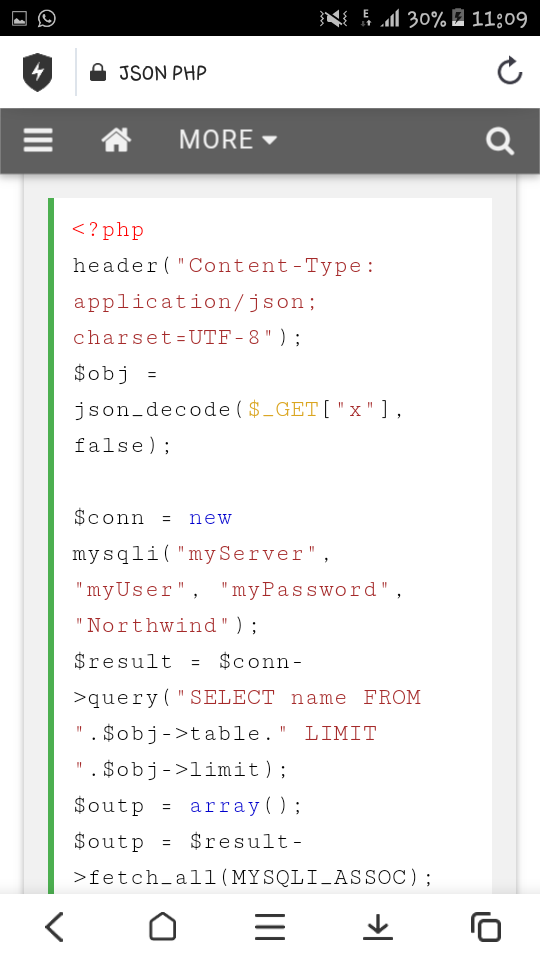 30% 11:09
JSON PHP
MORE
<?php
header("Content-Type:
application/json;
charset=UTF-8");
$obj =
json_decode($_GET["x"],
false);
$conn = new
mysqli("myServer",
"myUser", "myPassword",
"Northwind");
$result = $conn-
>query("SELECT name FROM
".$obj->table." LIMIT
".$obj->limit);
$outp = array();
$outp = $result-
>fetch_all(MYSQLI_ASSOC);